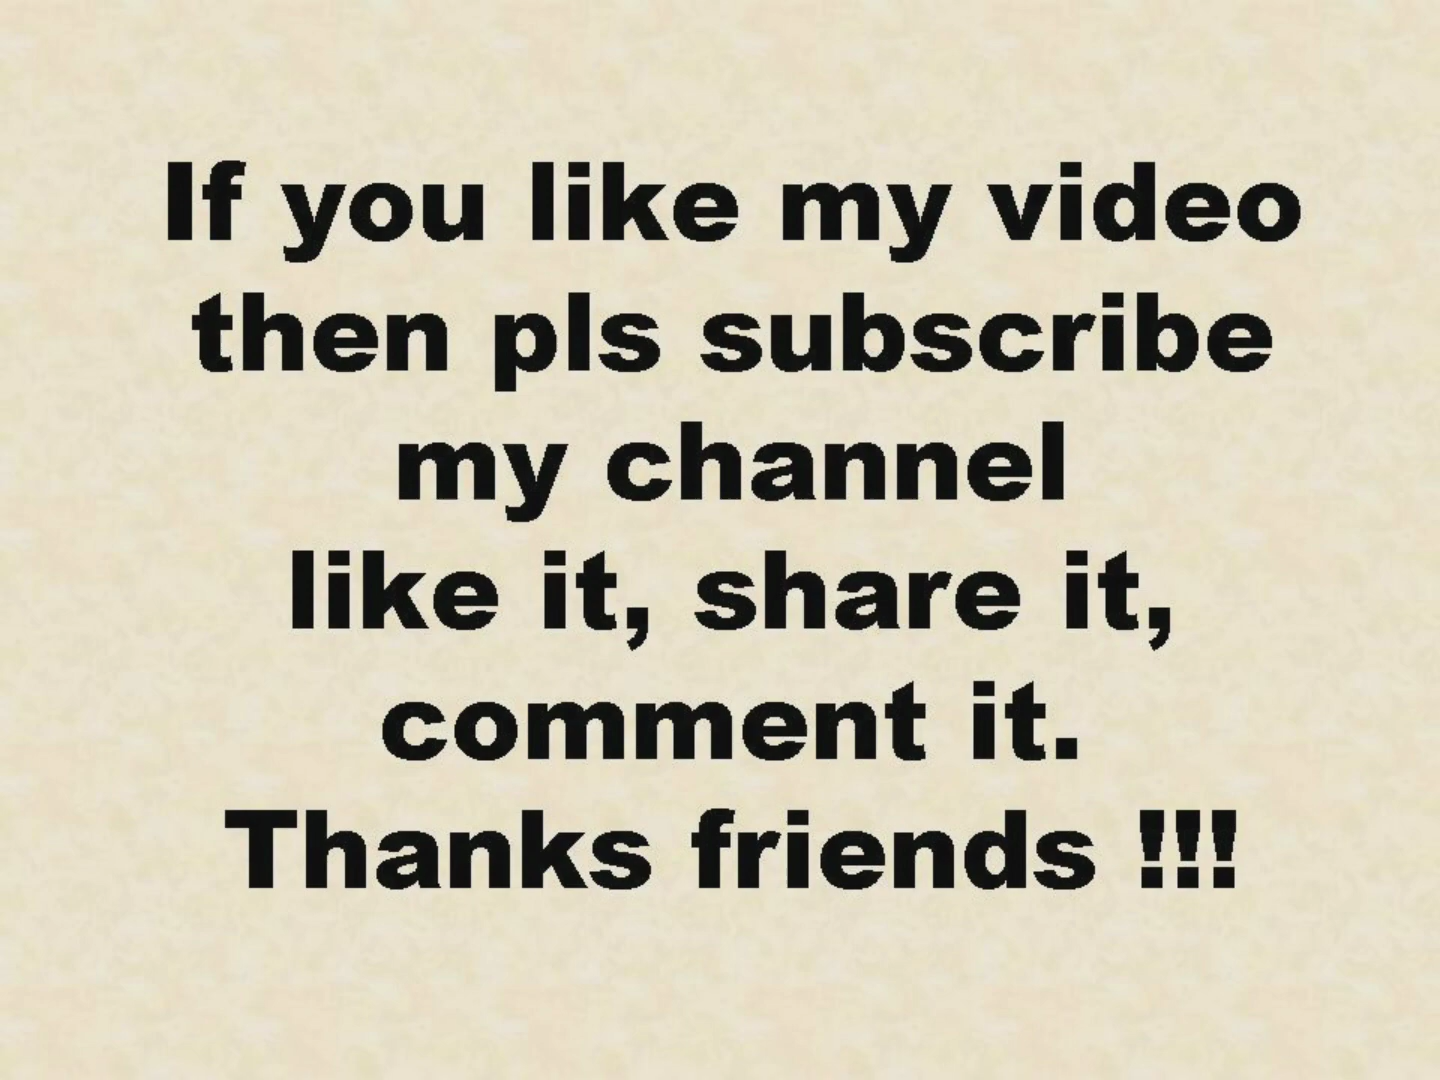 If you like my video
then pls subscribe
my channel
like it, share it,
comment it.
Thanks friends !!!